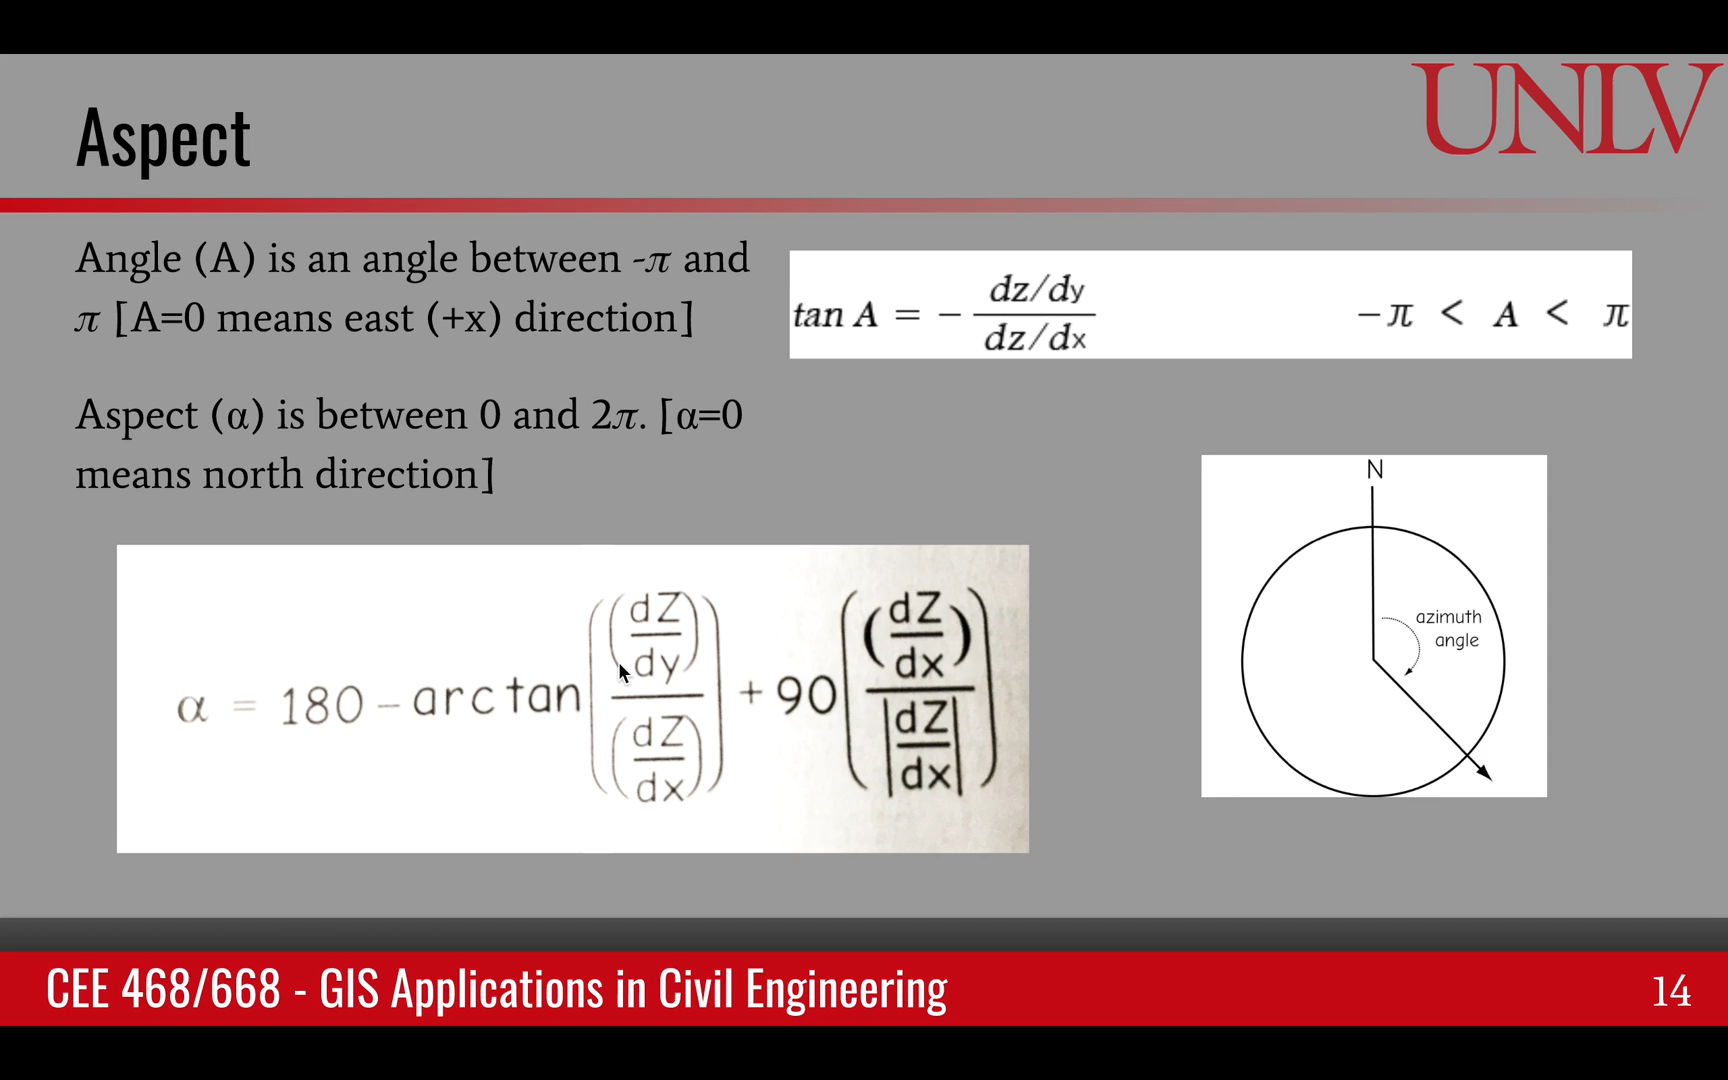 UNLV
Aspect
Angle (A) is an angle between -π and
π [A=0 means east (+x) direction]
tan A = - dz/dy / dz/dx    -π < A < π
Aspect (α) is between 0 and 2π. [α=0
means north direction]
N
azimuth
angle
α = 180 - arctan ((dZ/dy) / (dZ/dx)) + 90 ((dZ/dx) / |dZ/dx|)
CEE 468/668 - GIS Applications in Civil Engineering
14